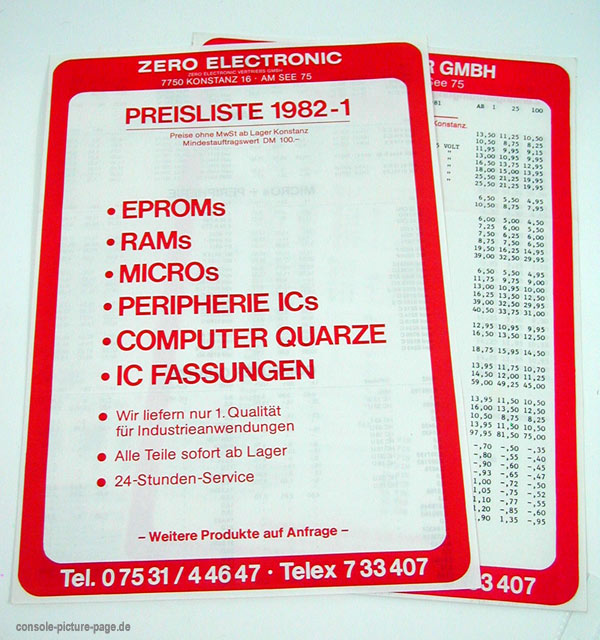 ZERO ELECTRONIC
ZERO ELECTRONIC VERTRIEBS GMBH
7750 KONSTANZ 16 · AM SEE 75
PREISLISTE 1982-1
Preise ohne MwSt ab Lager Konstanz
Mindestauftragswert DM 100.–
• EPROMs
• RAMs
• MICROs
• PERIPHERIE ICs
• COMPUTER QUARZE
• IC FASSUNGEN
• Wir liefern nur 1. Qualität
für Industrieanwendungen
• Alle Teile sofort ab Lager
• 24-Stunden-Service
– Weitere Produkte auf Anfrage –
Tel. 0 75 31 / 4 46 47 · Telex 7 33 407
R GMBH
See 75
81 AB 1 25 100
Konstanz.
13,50 11,25 10,50
10,50 8,75 8,25
5 VOLT 11,95 9,95 9,15
" 13,00 10,95 9,95
" 16,25 13,50 12,95
" 18,00 15,00 13,95
" 25,50 21,25 19,95
25,50 21,25 19,95
6,50 5,50 4,95
10,50 8,75 7,95
6,00 5,00 4,50
7,25 6,00 5,50
7,50 6,25 6,00
8,75 7,50 6,50
19,50 16,25 14,95
39,00 32,50 29,95
6,50 5,50 4,95
11,75 9,75 9,00
13,00 10,95 10,00
16,25 13,50 12,50
39,00 32,50 29,95
40,50 33,75 31,00
12,95 10,95 9,95
16,50 13,50 12,50
18,75 15,95 14,50
13,95 11,75 10,70
14,50 12,00 11,25
59,00 49,25 45,00
13,95 11,50 10,50
16,00 13,50 12,50
10,50 8,75 8,00
13,95 11,50 10,50
97,95 81,50 75,00
-,70 -,50 -,35
-,80 -,55 -,40
-,90 -,60 -,45
-,93 -,65 -,47
1,00 -,72 -,50
1,05 -,75 -,52
1,10 -,77 -,55
1,20 -,85 -,60
,90 1,35 -,95
33 407
console-picture-page.de